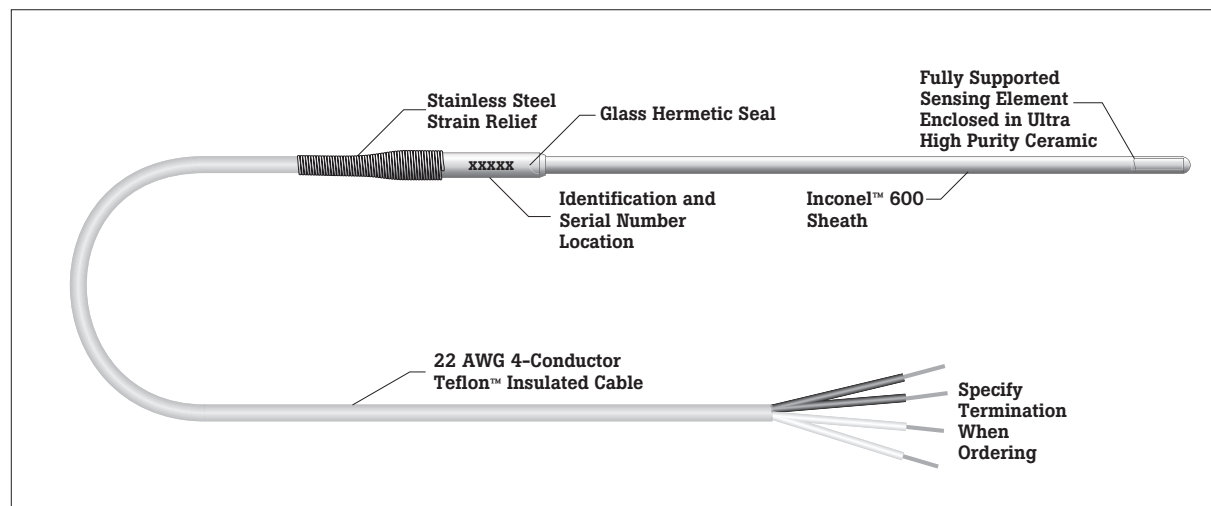 Stainless Steel
Strain Relief
Glass Hermetic Seal
Fully Supported
Sensing Element
Enclosed in Ultra
High Purity Ceramic
xxxxx
Identification and
Serial Number
Location
Inconel™ 600
Sheath
22 AWG 4-Conductor
Teflon™ Insulated Cable
Specify
Termination
When
Ordering